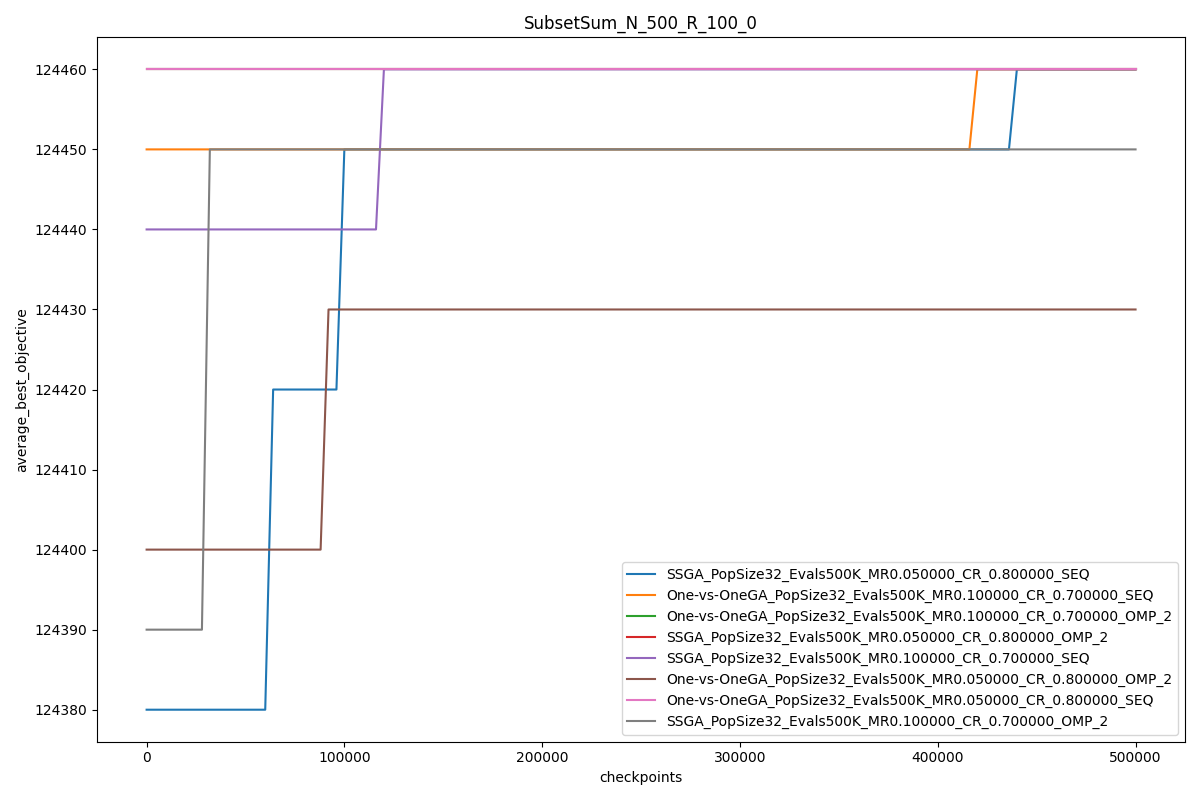 SubsetSum_N_500_R_100_0
124460
124450
124440
124430
124420
124410
124400
124390
124380
average_best_objective
0
100000
200000
300000
400000
500000
checkpoints
SSGA_PopSize32_Evals500K_MR0.050000_CR_0.800000_SEQ
One-vs-OneGA_PopSize32_Evals500K_MR0.100000_CR_0.700000_SEQ
One-vs-OneGA_PopSize32_Evals500K_MR0.100000_CR_0.700000_OMP_2
SSGA_PopSize32_Evals500K_MR0.050000_CR_0.800000_OMP_2
SSGA_PopSize32_Evals500K_MR0.100000_CR_0.700000_SEQ
One-vs-OneGA_PopSize32_Evals500K_MR0.050000_CR_0.800000_OMP_2
One-vs-OneGA_PopSize32_Evals500K_MR0.050000_CR_0.800000_SEQ
SSGA_PopSize32_Evals500K_MR0.100000_CR_0.700000_OMP_2